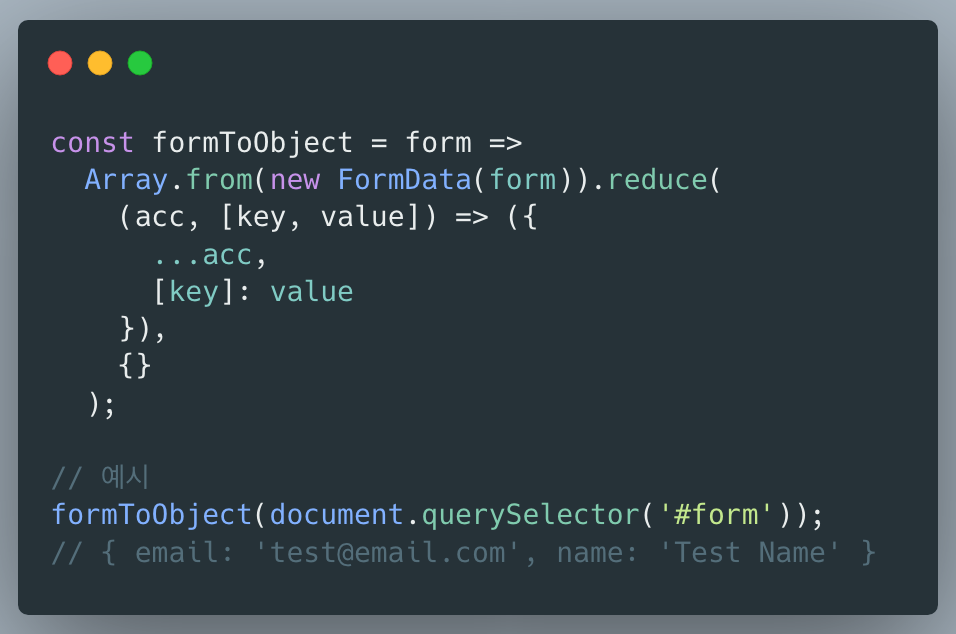 const formToObject = form =>
  Array.from(new FormData(form)).reduce(
    (acc, [key, value]) => ({
      ...acc,
      [key]: value
    }),
    {}
  );
// 예시
formToObject(document.querySelector('#form'));
// { email: 'test@email.com', name: 'Test Name' }